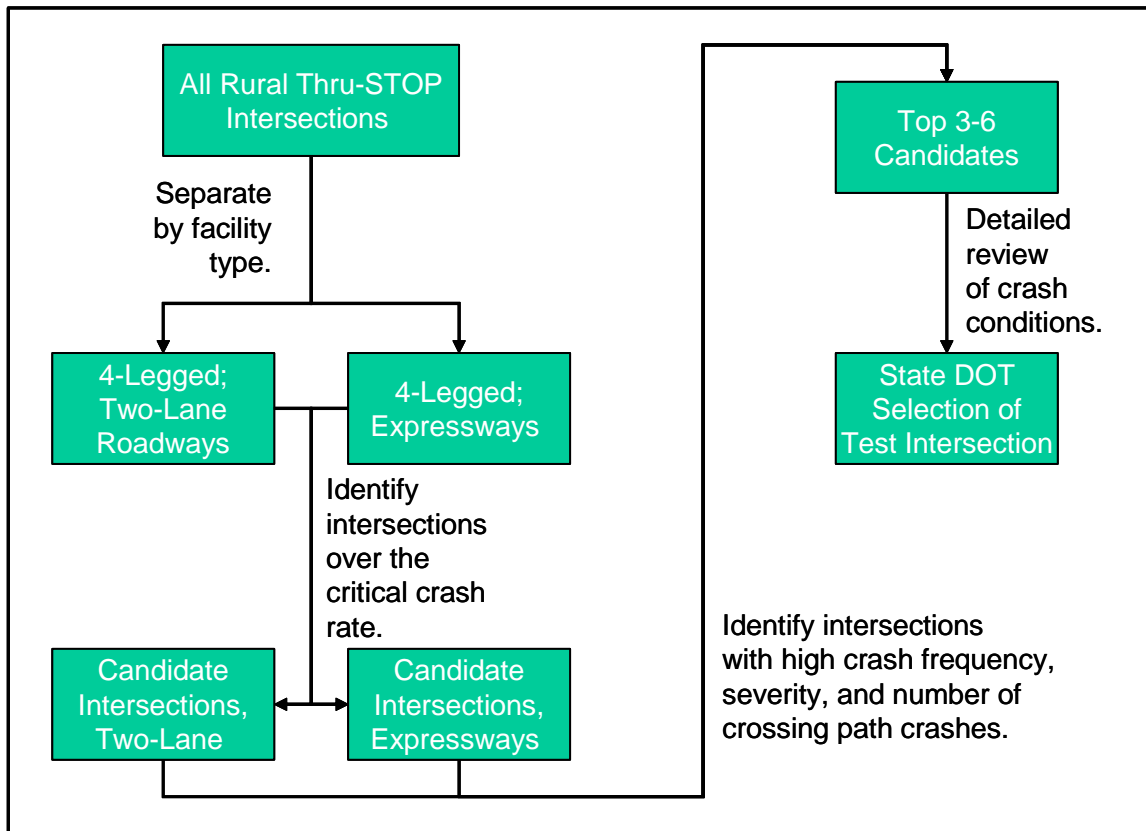 All Rural Thru-STOP
Intersections
Separate
by facility
type.
4-Legged;
Two-Lane
Roadways
4-Legged;
Expressways
Identify
intersections
over the
critical crash
rate.
Candidate
Intersections,
Two-Lane
Candidate
Intersections,
Expressways
Identify intersections
with high crash frequency,
severity, and number of
crossing path crashes.
Top 3-6
Candidates
Detailed
review
of crash
conditions.
State DOT
Selection of
Test Intersection